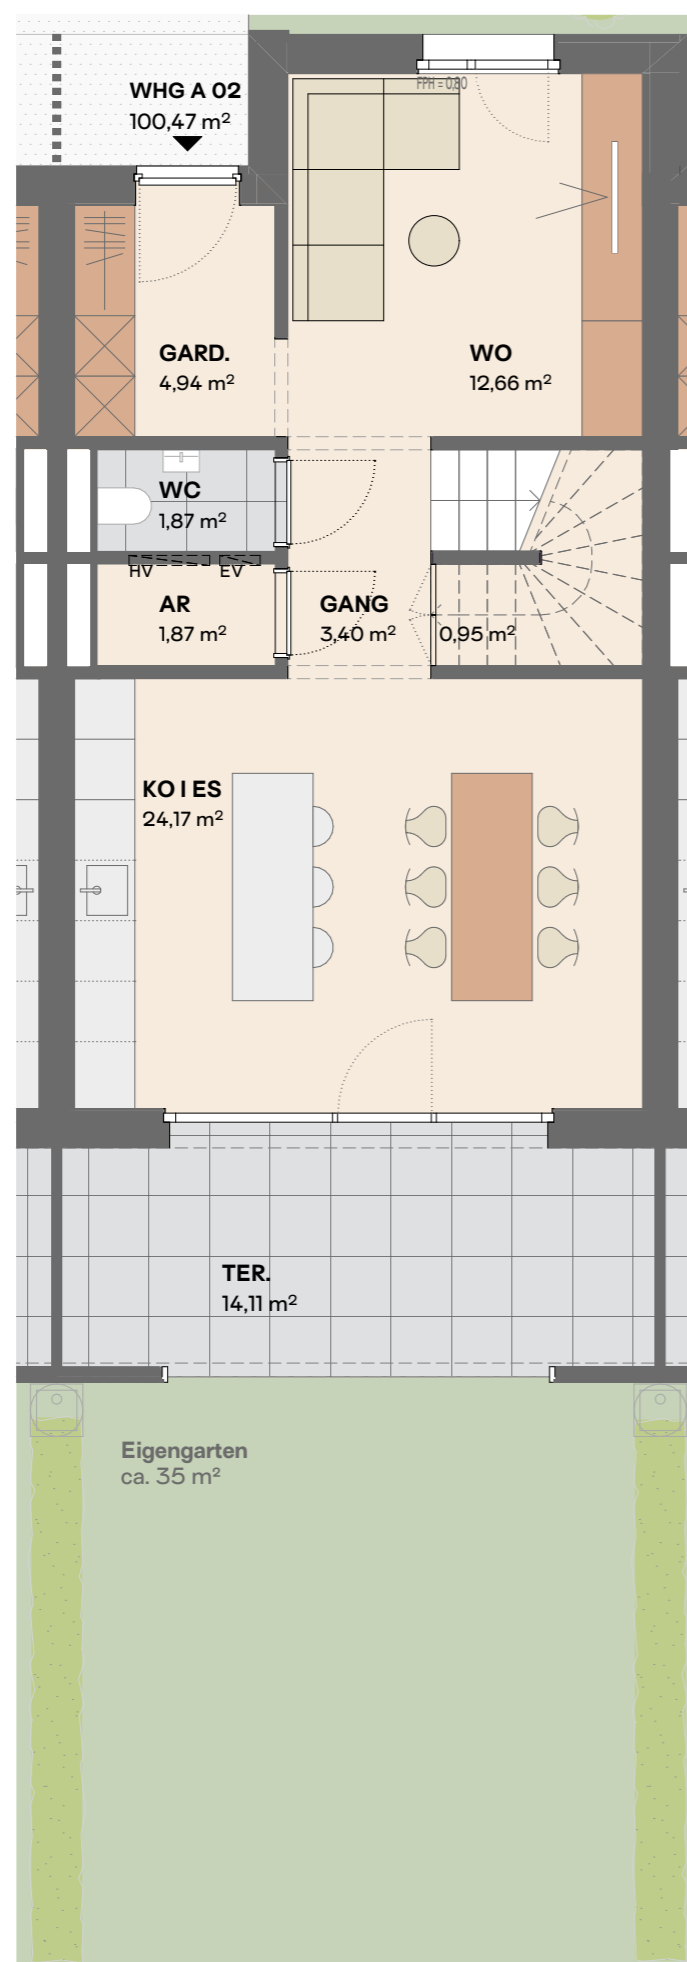 WHG A 02
100,47 m²
FPH = 0,80
GARD.
4,94 m²
WO
12,66 m²
WC
1,87 m²
HV
EV
AR
1,87 m²
GANG
3,40 m²
0,95 m²
KO I ES
24,17 m²
TER.
14,11 m²
Eigengarten
ca. 35 m²